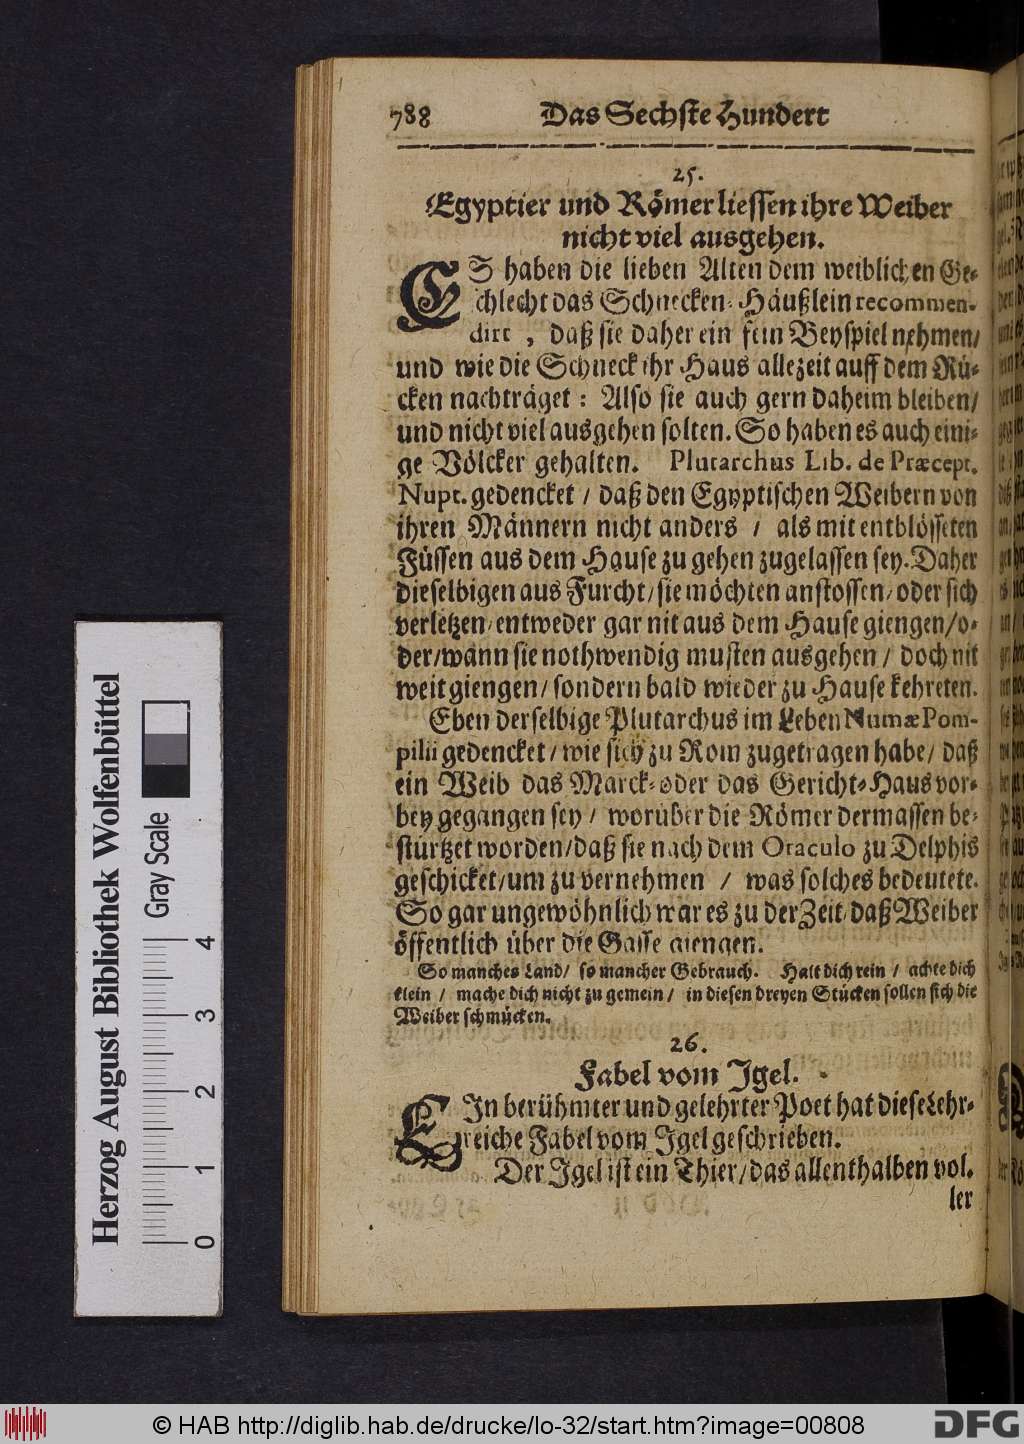 788 Das Sechste Hundert
25.
Egyptier und Römer liessen ihre Weiber
nicht viel ausgehen.
ES haben die lieben Alten dem weiblichen Ge-
schlecht das Schnecken-Häußlein recommen-
dirt , daß sie daher ein fein Beyspiel nehmen/
und wie die Schneck ihr Haus allezeit auff dem Rü-
cken nachträget : Also sie auch gern daheim bleiben/
und nicht viel ausgehen solten. So haben es auch eini-
ge Völcker gehalten. Plutarchus Lib. de Præcept.
Nupt. gedencket / daß den Egyptischen Weibern von
ihren Männern nicht anders / als mit entblösseten
Füssen aus dem Hause zu gehen zugelassen sey. Daher
dieselbigen aus Furcht/ sie möchten anstossen/ oder sich
verletzen/ entweder gar nit aus dem Hause giengen/ o-
der/ wann sie nothwendig musten ausgehen / doch nit
weit giengen/ sondern bald wieder zu Hause kehreten.
Eben derselbige Plutarchus im Leben Numæ Pom-
pilii gedencket/ wie sich zu Rom zugetragen habe/ daß
ein Weib das Marck- oder das Gericht-Haus vor-
bey gegangen sey / worüber die Römer dermassen be-
stürtzet worden/ daß sie nach dem Oraculo zu Delphis
geschicket/ um zu vernehmen / was solches bedeutete.
So gar ungewöhnlich war es zu der Zeit/ daß Weiber
öffentlich über die Gasse giengen.
So manches Land/ so mancher Gebrauch. Halt dich rein / achte dich
klein / mache dich nicht zu gemein / in diesen dreyen Stücken sollen sich die
Weiber schmücken.
26.
Fabel vom Igel.
EIn berühmter und gelehrter Poet hat diese Lehr-
reiche Fabel vom Igel geschrieben.
Der Igel ist ein Thier/ das allenthalben vol-
ler
Herzog August Bibliothek Wolfenbüttel
Gray Scale
0 1 2 3 4
© HAB http://diglib.hab.de/drucke/lo-32/start.htm?image=00808
DFG